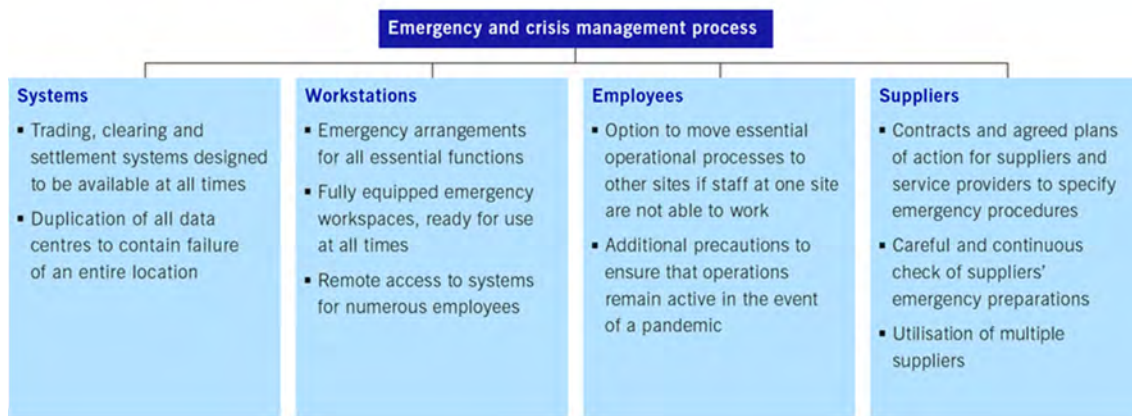 Emergency and crisis management process
Systems
▪ Trading, clearing and
settlement systems designed
to be available at all times
▪ Duplication of all data
centres to contain failure
of an entire location
Workstations
▪ Emergency arrangements
for all essential functions
▪ Fully equipped emergency
workspaces, ready for use
at all times
▪ Remote access to systems
for numerous employees
Employees
▪ Option to move essential
operational processes to
other sites if staff at one site
are not able to work
▪ Additional precautions to
ensure that operations
remain active in the event
of a pandemic
Suppliers
▪ Contracts and agreed plans
of action for suppliers and
service providers to specify
emergency procedures
▪ Careful and continuous
check of suppliers’
emergency preparations
▪ Utilisation of multiple
suppliers